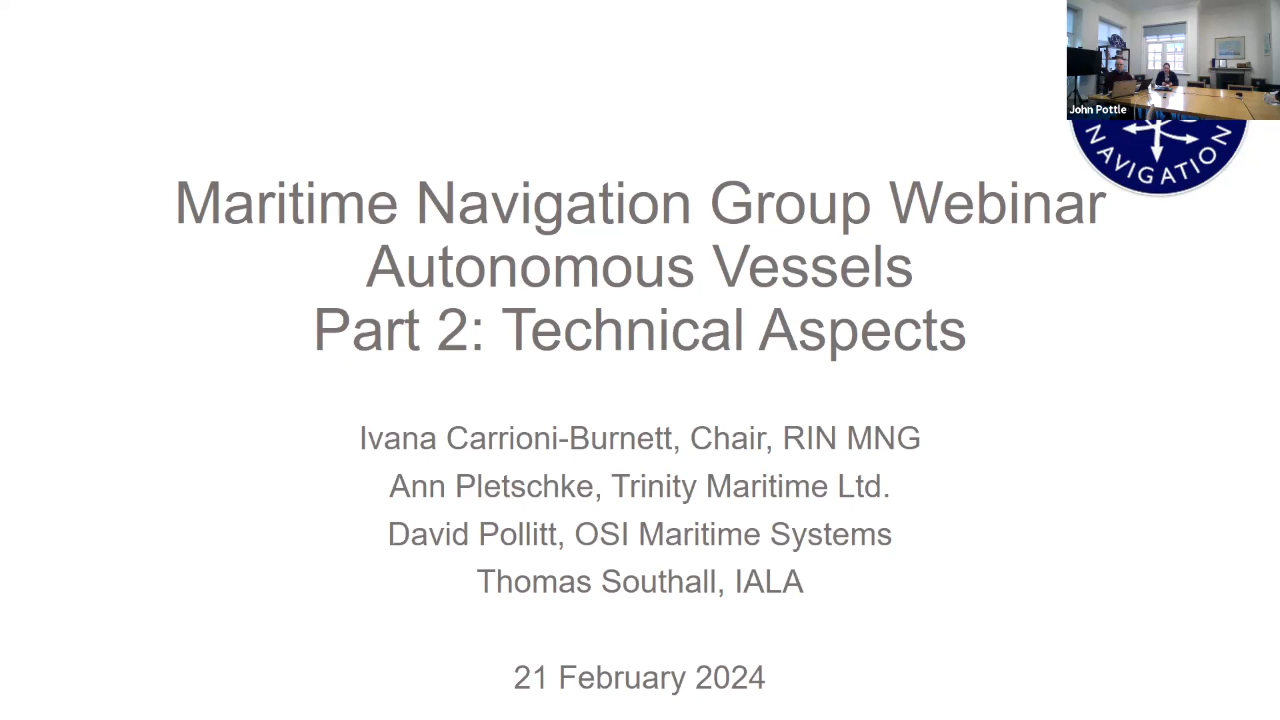 John Pottle
NAVIGATION
Maritime Navigation Group Webinar
Autonomous Vessels
Part 2: Technical Aspects
Ivana Carrioni-Burnett, Chair, RIN MNG
Ann Pletschke, Trinity Maritime Ltd.
David Pollitt, OSI Maritime Systems
Thomas Southall, IALA
21 February 2024